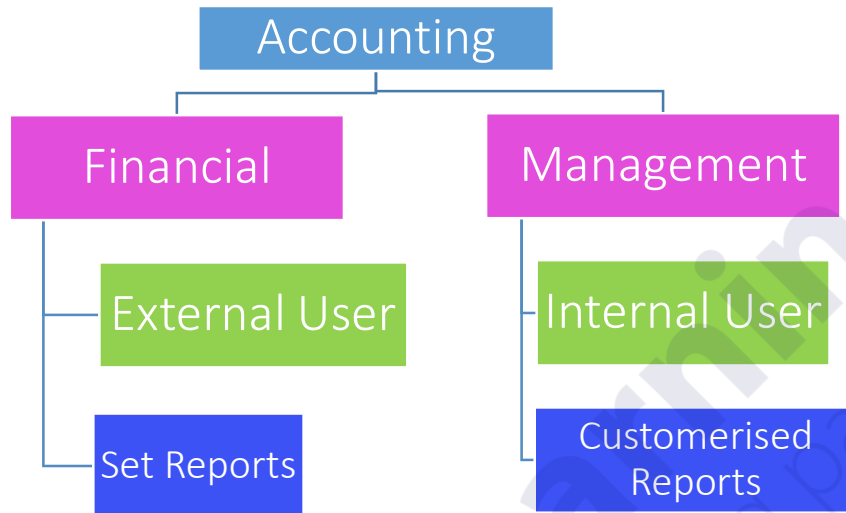 Accounting
Financial
Management
External User
Internal User
Set Reports
Customerised
Reports